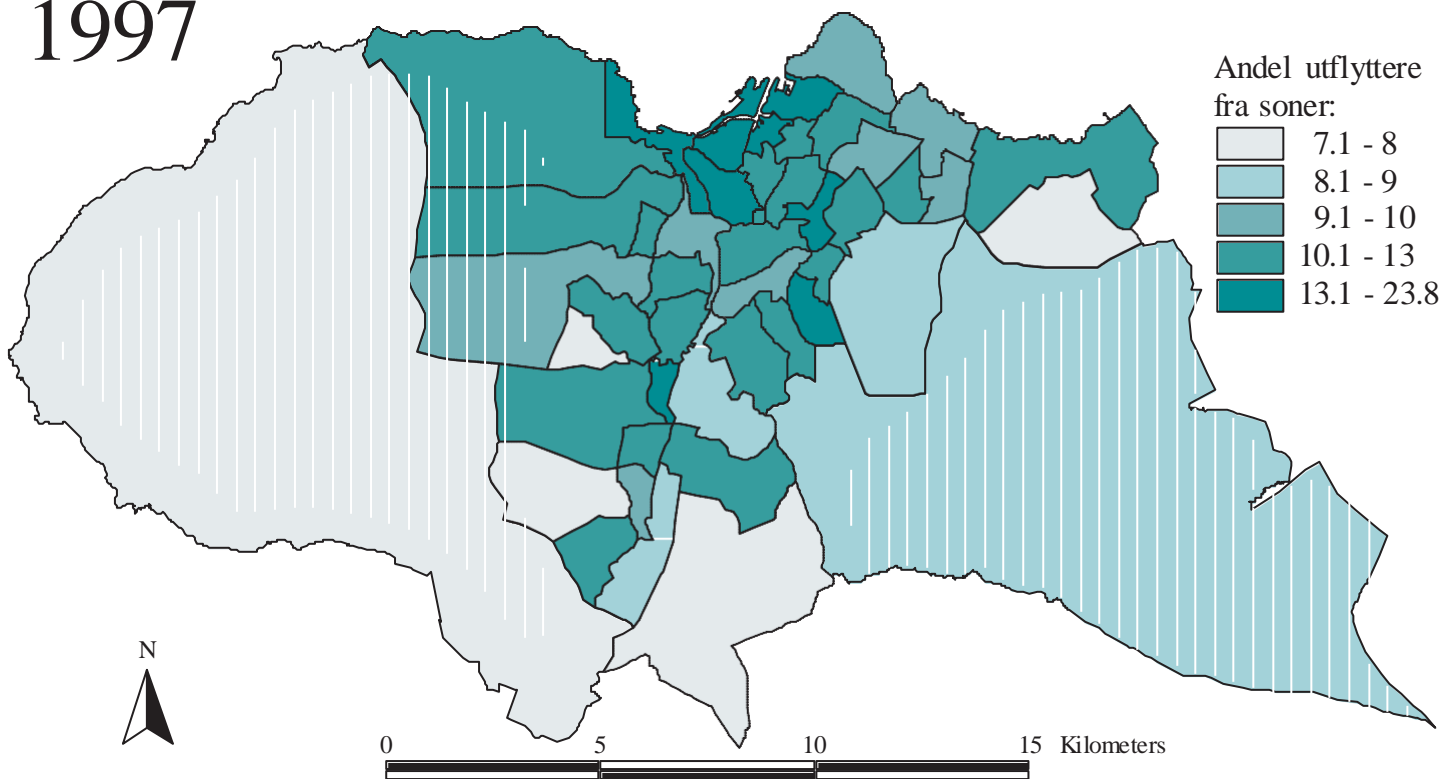 1997
Andel utflyttere
fra soner:
7.1 - 8
8.1 - 9
9.1 - 10
10.1 - 13
13.1 - 23.8
N
0 5 10 15 Kilometers